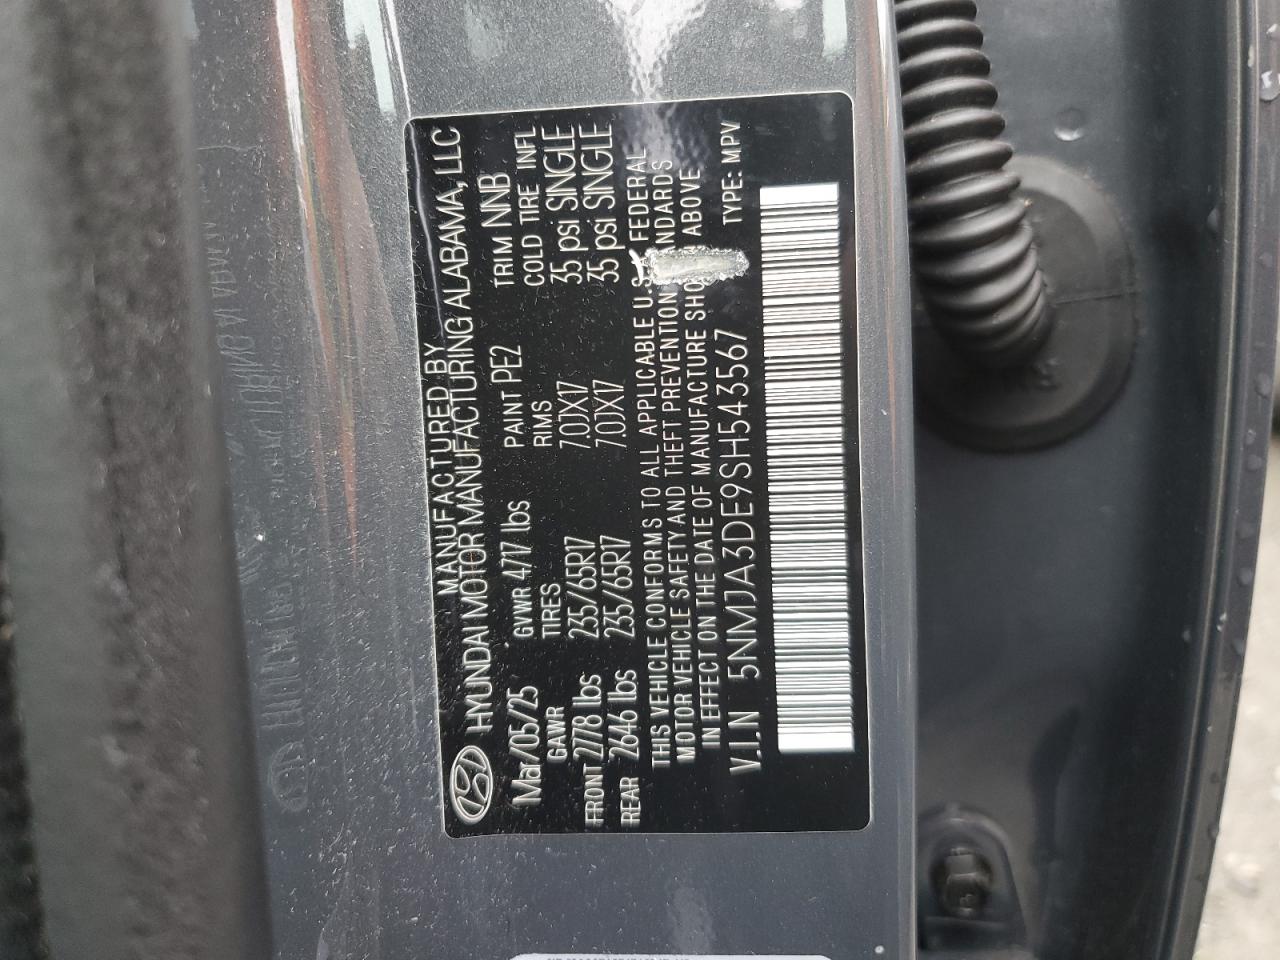 MANUFACTURED BY
HYUNDAI MOTOR MANUFACTURING ALABAMA, LLC
Mar/05/25 GVWR 4717 lbs PAINT PE2 TRIM NNB
GAWR TIRES RIMS COLD TIRE INFL
FRONT 2778 lbs 235/65R17 7.0JX17 35 psi SINGLE
REAR 2646 lbs 235/65R17 7.0JX17 35 psi SINGLE
THIS VEHICLE CONFORMS TO ALL APPLICABLE U.S. FEDERAL
MOTOR VEHICLE SAFETY AND THEFT PREVENTION NDARDS
IN EFFECT ON THE DATE OF MANUFACTURE SHO ABOVE
V.I.N 5NMJA3DE9SH543567 TYPE: MPV